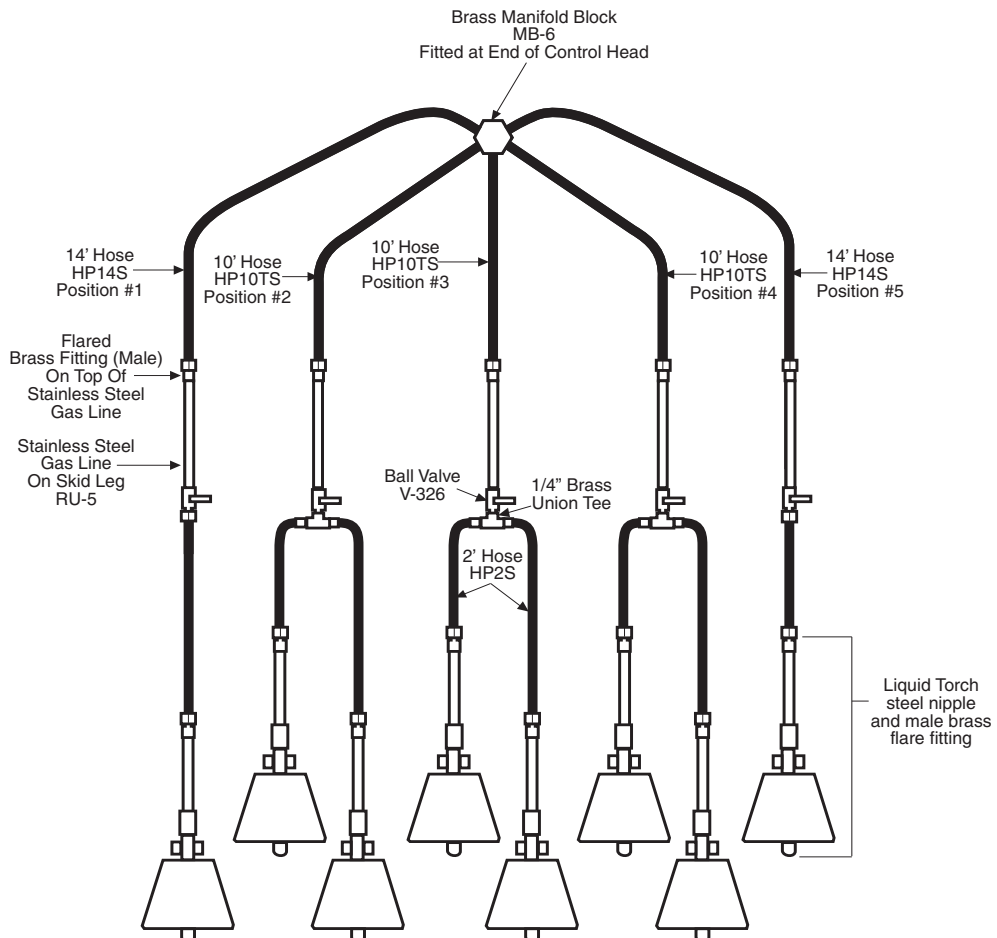 Brass Manifold Block
MB-6
Fitted at End of Control Head
14’ Hose
HP14S
Position #1
10’ Hose
HP10TS
Position #2
10’ Hose
HP10TS
Position #3
10’ Hose
HP10TS
Position #4
14’ Hose
HP14S
Position #5
Flared
Brass Fitting (Male)
On Top Of
Stainless Steel
Gas Line
Stainless Steel
Gas Line
On Skid Leg
RU-5
Ball Valve
V-326
1/4” Brass
Union Tee
2’ Hose
HP2S
Liquid Torch
steel nipple
and male brass
flare fitting